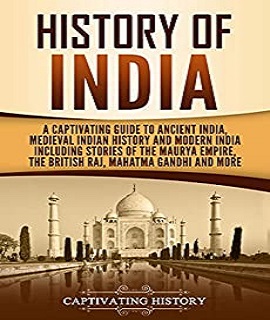 HISTORY OF
INDIA
A CAPTIVATING GUIDE TO ANCIENT INDIA,
MEDIEVAL INDIAN HISTORY AND MODERN INDIA
INCLUDING STORIES OF THE MAURYA EMPIRE,
THE BRITISH RAJ, MAHATMA GANDHI AND MORE
CAPTIVATING HISTORY